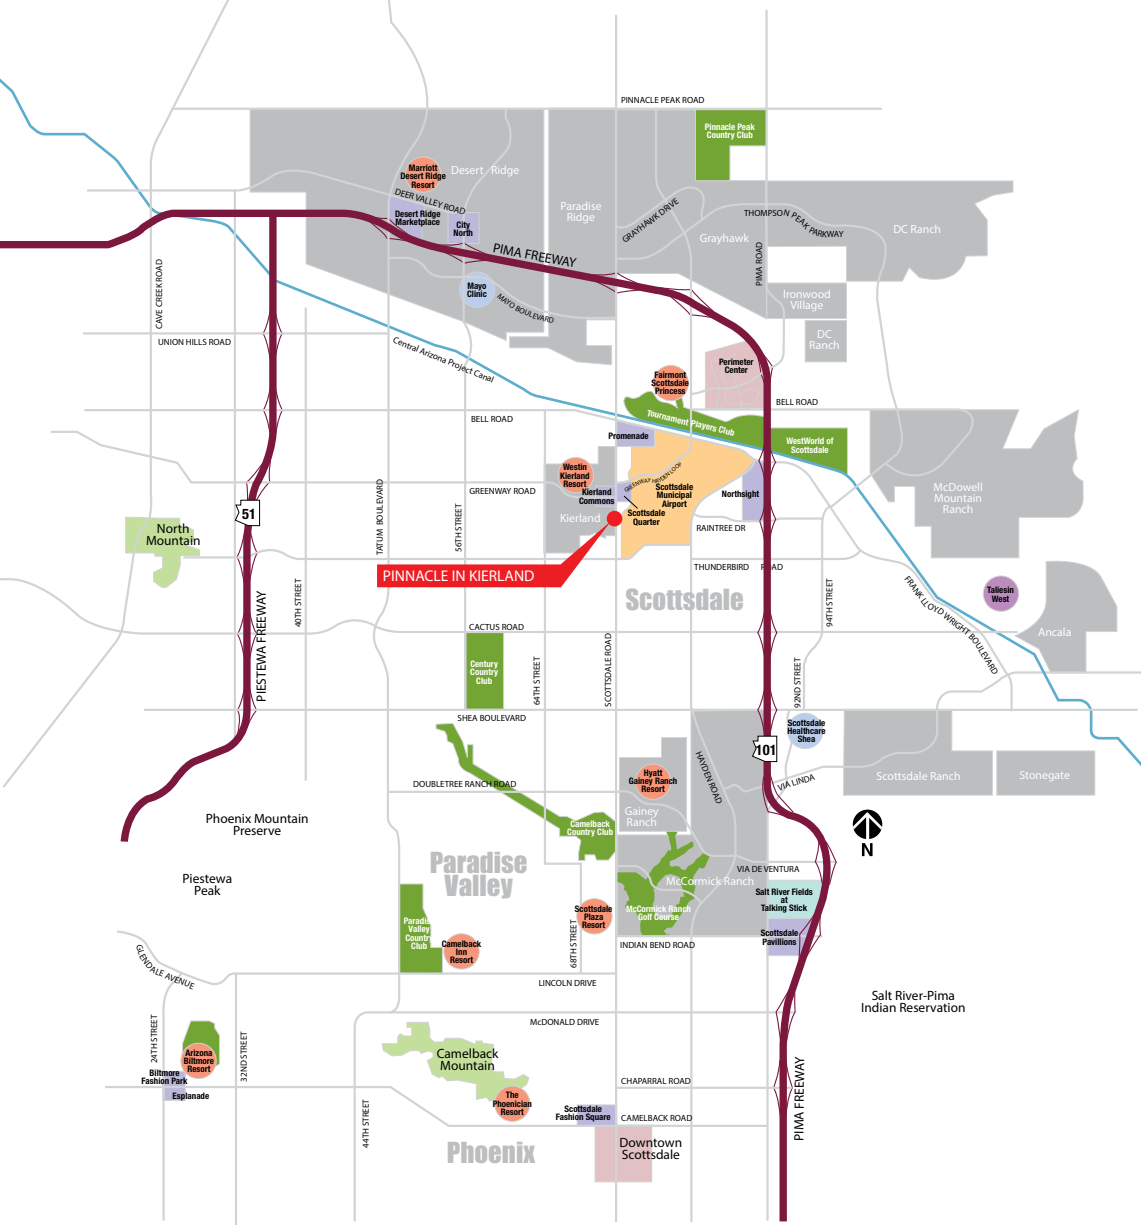 PINNACLE PEAK ROAD
Pinnacle Peak
Country Club
Marriott
Desert Ridge
Resort
Desert Ridge
DEER VALLEY ROAD
Desert Ridge
Marketplace
City
North
Paradise
Ridge
GRAYHAWK DRIVE
THOMPSON PEAK PARKWAY
Grayhawk
DC Ranch
PIMA FREEWAY
PIMA ROAD
Mayo
Clinic
MAYO BOULEVARD
Ironwood
Village
DC
Ranch
CAVE CREEK ROAD
UNION HILLS ROAD
Central Arizona Project Canal
Perimeter
Center
Fairmont
Scottsdale
Princess
BELL ROAD
BELL ROAD
Tournament Players Club
Promenade
WestWorld of
Scottsdale
Westin
Kierland
Resort
GREENWAY HAYDEN LOOP
GREENWAY ROAD
Kierland
Commons
Scottsdale
Municipal
Airport
Northsight
McDowell
Mountain
Ranch
51
Kierland
Scottsdale
Quarter
RAINTREE DR
North
Mountain
TATUM BOULEVARD
56TH STREET
THUNDERBIRD ROAD
PINNACLE IN KIERLAND
40TH STREET
PIESTEWA FREEWAY
Scottsdale
94TH STREET
FRANK LLOYD WRIGHT BOULEVARD
Taliesin
West
Ancala
CACTUS ROAD
Century
Country
Club
64TH STREET
SCOTTSDALE ROAD
92ND STREET
SHEA BOULEVARD
Scottsdale
Healthcare
Shea
101
HAYDEN ROAD
Hyatt
Gainey Ranch
Resort
VIA LINDA
Scottsdale Ranch
Stonegate
DOUBLETREE RANCH ROAD
Gainey
Ranch
Phoenix Mountain
Preserve
Camelback
Country Club
N
Paradise
Valley
VIA DE VENTURA
Piestewa
Peak
McCormick Ranch
Salt River Fields
at
Talking Stick
McCormick Ranch
Golf Course
Scottsdale
Plaza
Resort
Paradise
Valley
Country
Club
Camelback
Inn
Resort
68TH STREET
Scottsdale
Pavillions
INDIAN BEND ROAD
GLENDALE AVENUE
LINCOLN DRIVE
Salt River-Pima
Indian Reservation
McDONALD DRIVE
24TH STREET
32ND STREET
Arizona
Biltmore
Resort
Camelback
Mountain
Biltmore
Fashion Park
Esplanade
CHAPARRAL ROAD
The
Phoenician
Resort
44TH STREET
Scottsdale
Fashion Square
CAMELBACK ROAD
PIMA FREEWAY
Phoenix
Downtown
Scottsdale